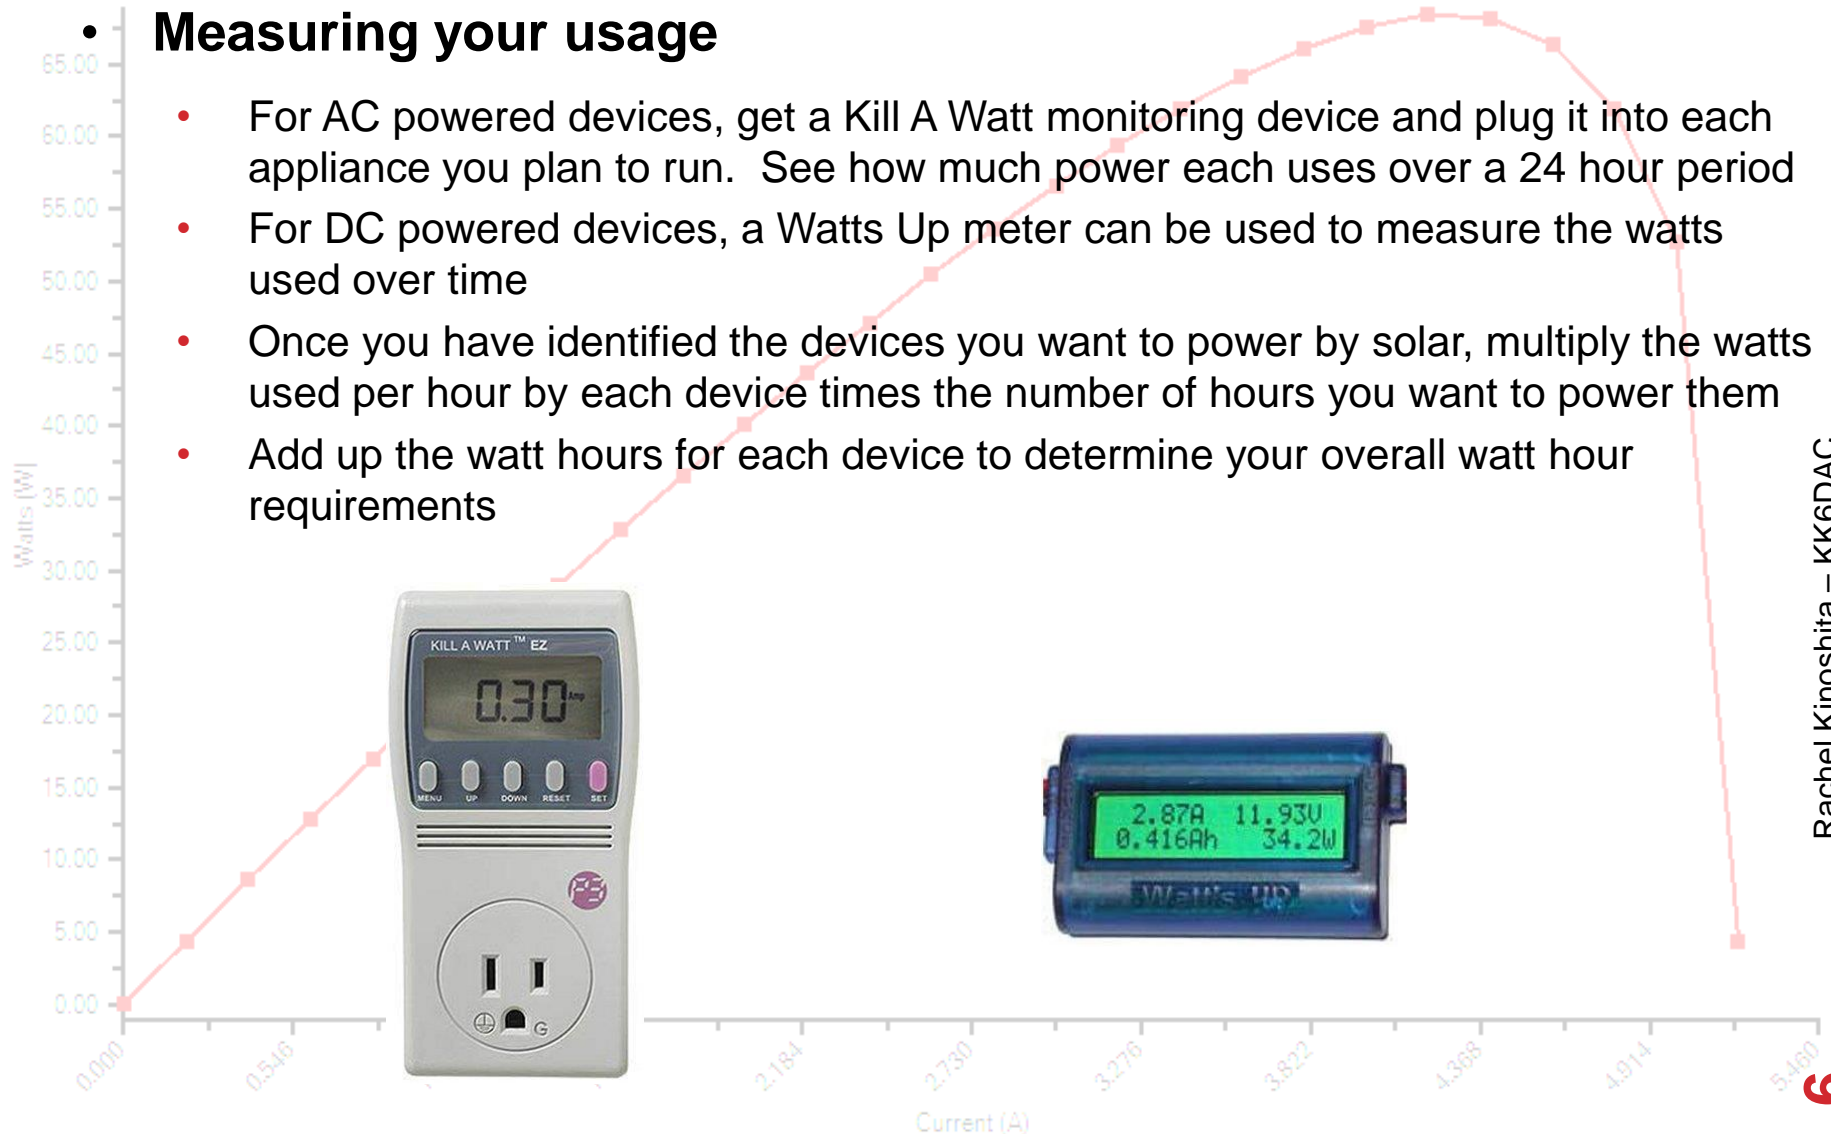 • Measuring your usage
• For AC powered devices, get a Kill A Watt monitoring device and plug it into each
appliance you plan to run. See how much power each uses over a 24 hour period
• For DC powered devices, a Watts Up meter can be used to measure the watts
used over time
• Once you have identified the devices you want to power by solar, multiply the watts
used per hour by each device times the number of hours you want to power them
• Add up the watt hours for each device to determine your overall watt hour
requirements
65.00
60.00
55.00
50.00
45.00
40.00
35.00
30.00
25.00
20.00
15.00
10.00
5.00
0.00
Watts (W)
0.000
0.546
2.184
2.730
3.276
3.822
4.368
4.914
5.460
Current (A)
KILL A WATT™ EZ
0.30 Amp
MENU UP DOWN RESET SET
P3
G
2.87A 11.93V
0.416Ah 34.2W
Watt's UP
Rachel Kinoshita – KK6DAC